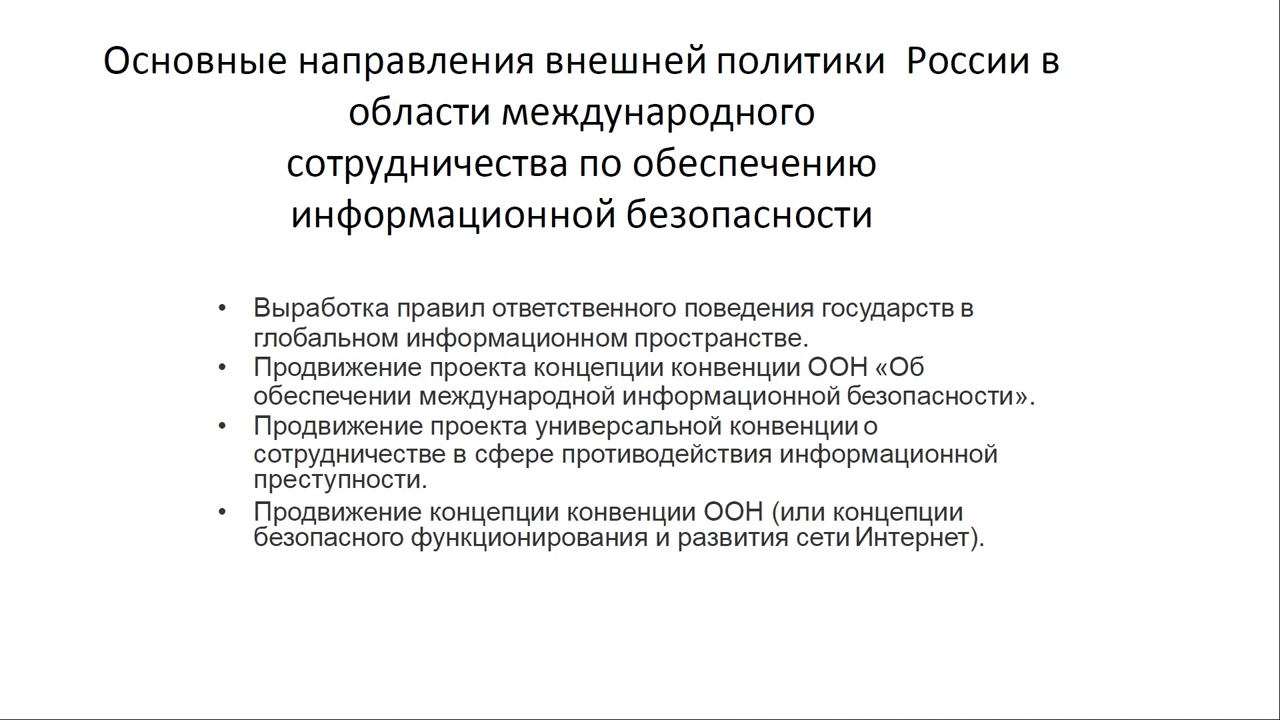 Основные направления внешней политики России в
области международного
сотрудничества по обеспечению
информационной безопасности
• Выработка правил ответственного поведения государств в
глобальном информационном пространстве.
• Продвижение проекта концепции конвенции ООН «Об
обеспечении международной информационной безопасности».
• Продвижение проекта универсальной конвенции о
сотрудничестве в сфере противодействия информационной
преступности.
• Продвижение концепции конвенции ООН (или концепции
безопасного функционирования и развития сети Интернет).